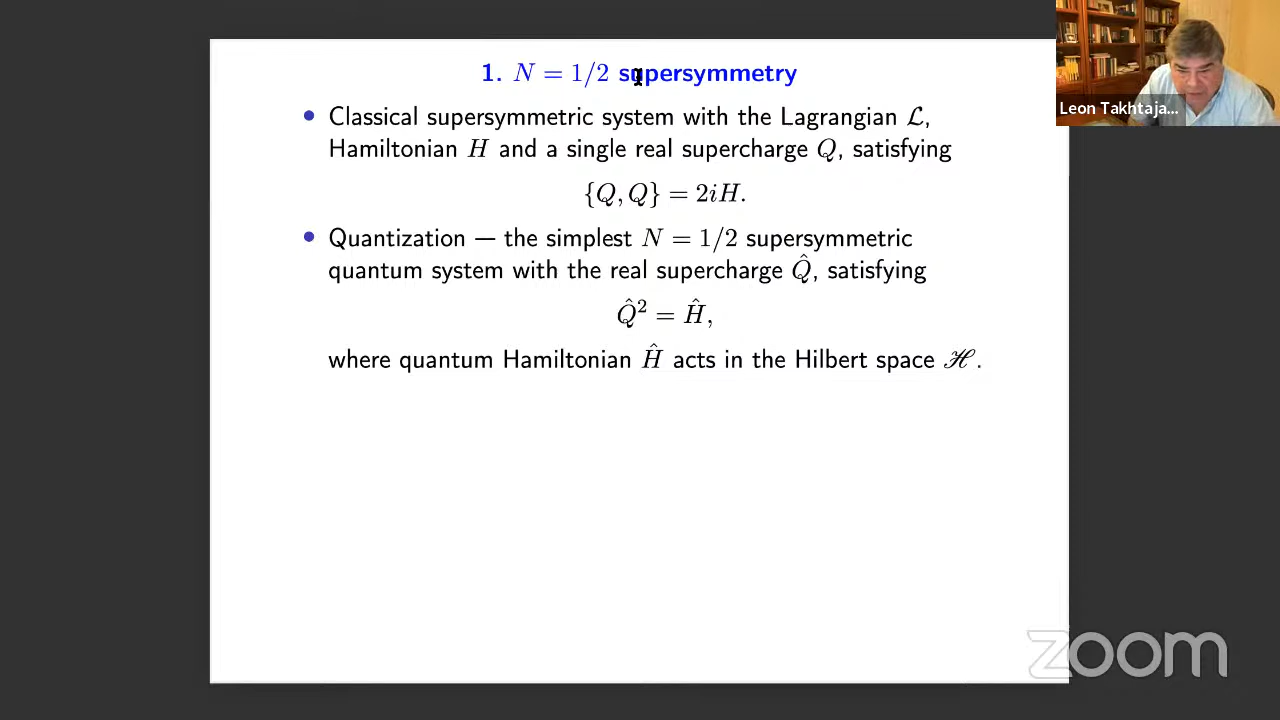 1. N = 1/2 supersymmetry
• Classical supersymmetric system with the Lagrangian ℒ,
Hamiltonian H and a single real supercharge Q, satisfying
{Q, Q} = 2iH.
• Quantization — the simplest N = 1/2 supersymmetric
quantum system with the real supercharge Q̂, satisfying
Q̂² = Ĥ,
where quantum Hamiltonian Ĥ acts in the Hilbert space ℋ.
Leon Takhtaja...
zoom